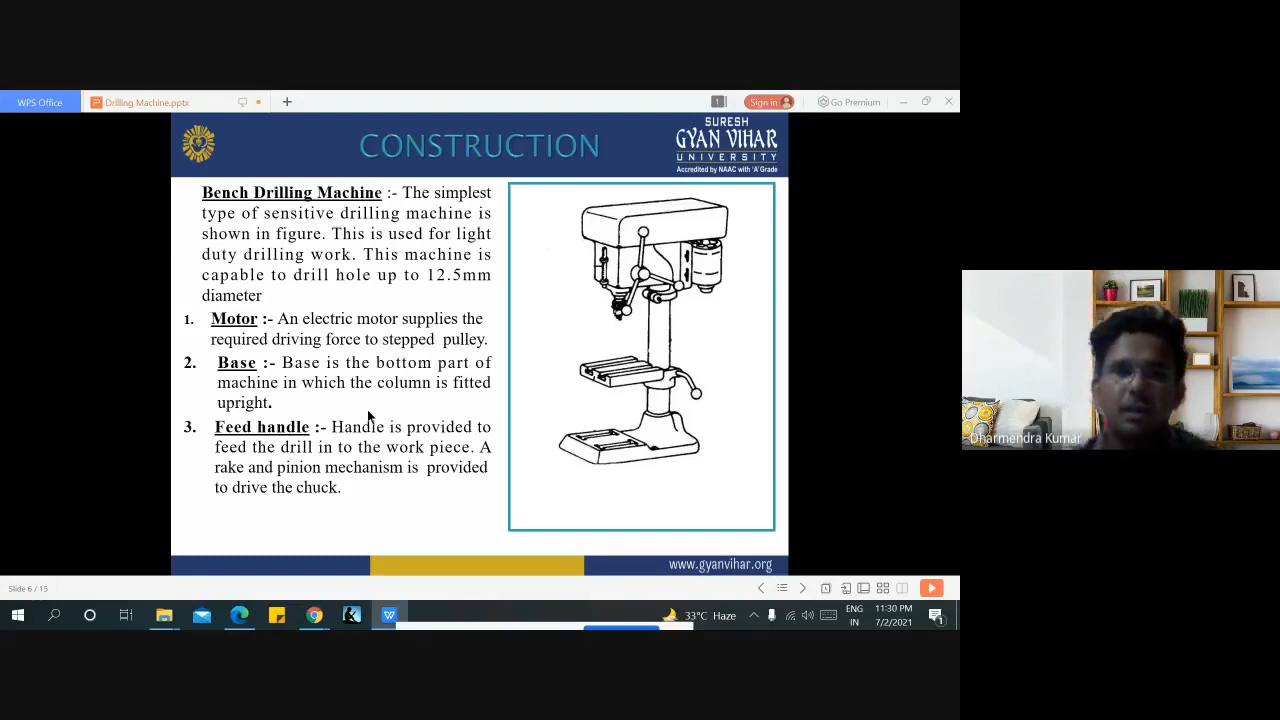 WPS Office
Drilling Machine.pptx
1
Sign in
Go Premium
CONSTRUCTION
SURESH
GYAN VIHAR
UNIVERSITY
Accredited by NAAC with 'A' Grade
Bench Drilling Machine :- The simplest
type of sensitive drilling machine is
shown in figure. This is used for light
duty drilling work. This machine is
capable to drill hole up to 12.5mm
diameter
1. Motor :- An electric motor supplies the
required driving force to stepped pulley.
2. Base :- Base is the bottom part of
machine in which the column is fitted
upright.
3. Feed handle :- Handle is provided to
feed the drill in to the work piece. A
rake and pinion mechanism is provided
to drive the chuck.
www.gyanvihar.org
Dharmendra Kumar
Slide 6 / 15
33°C Haze
ENG
IN
11:30 PM
7/2/2021
1